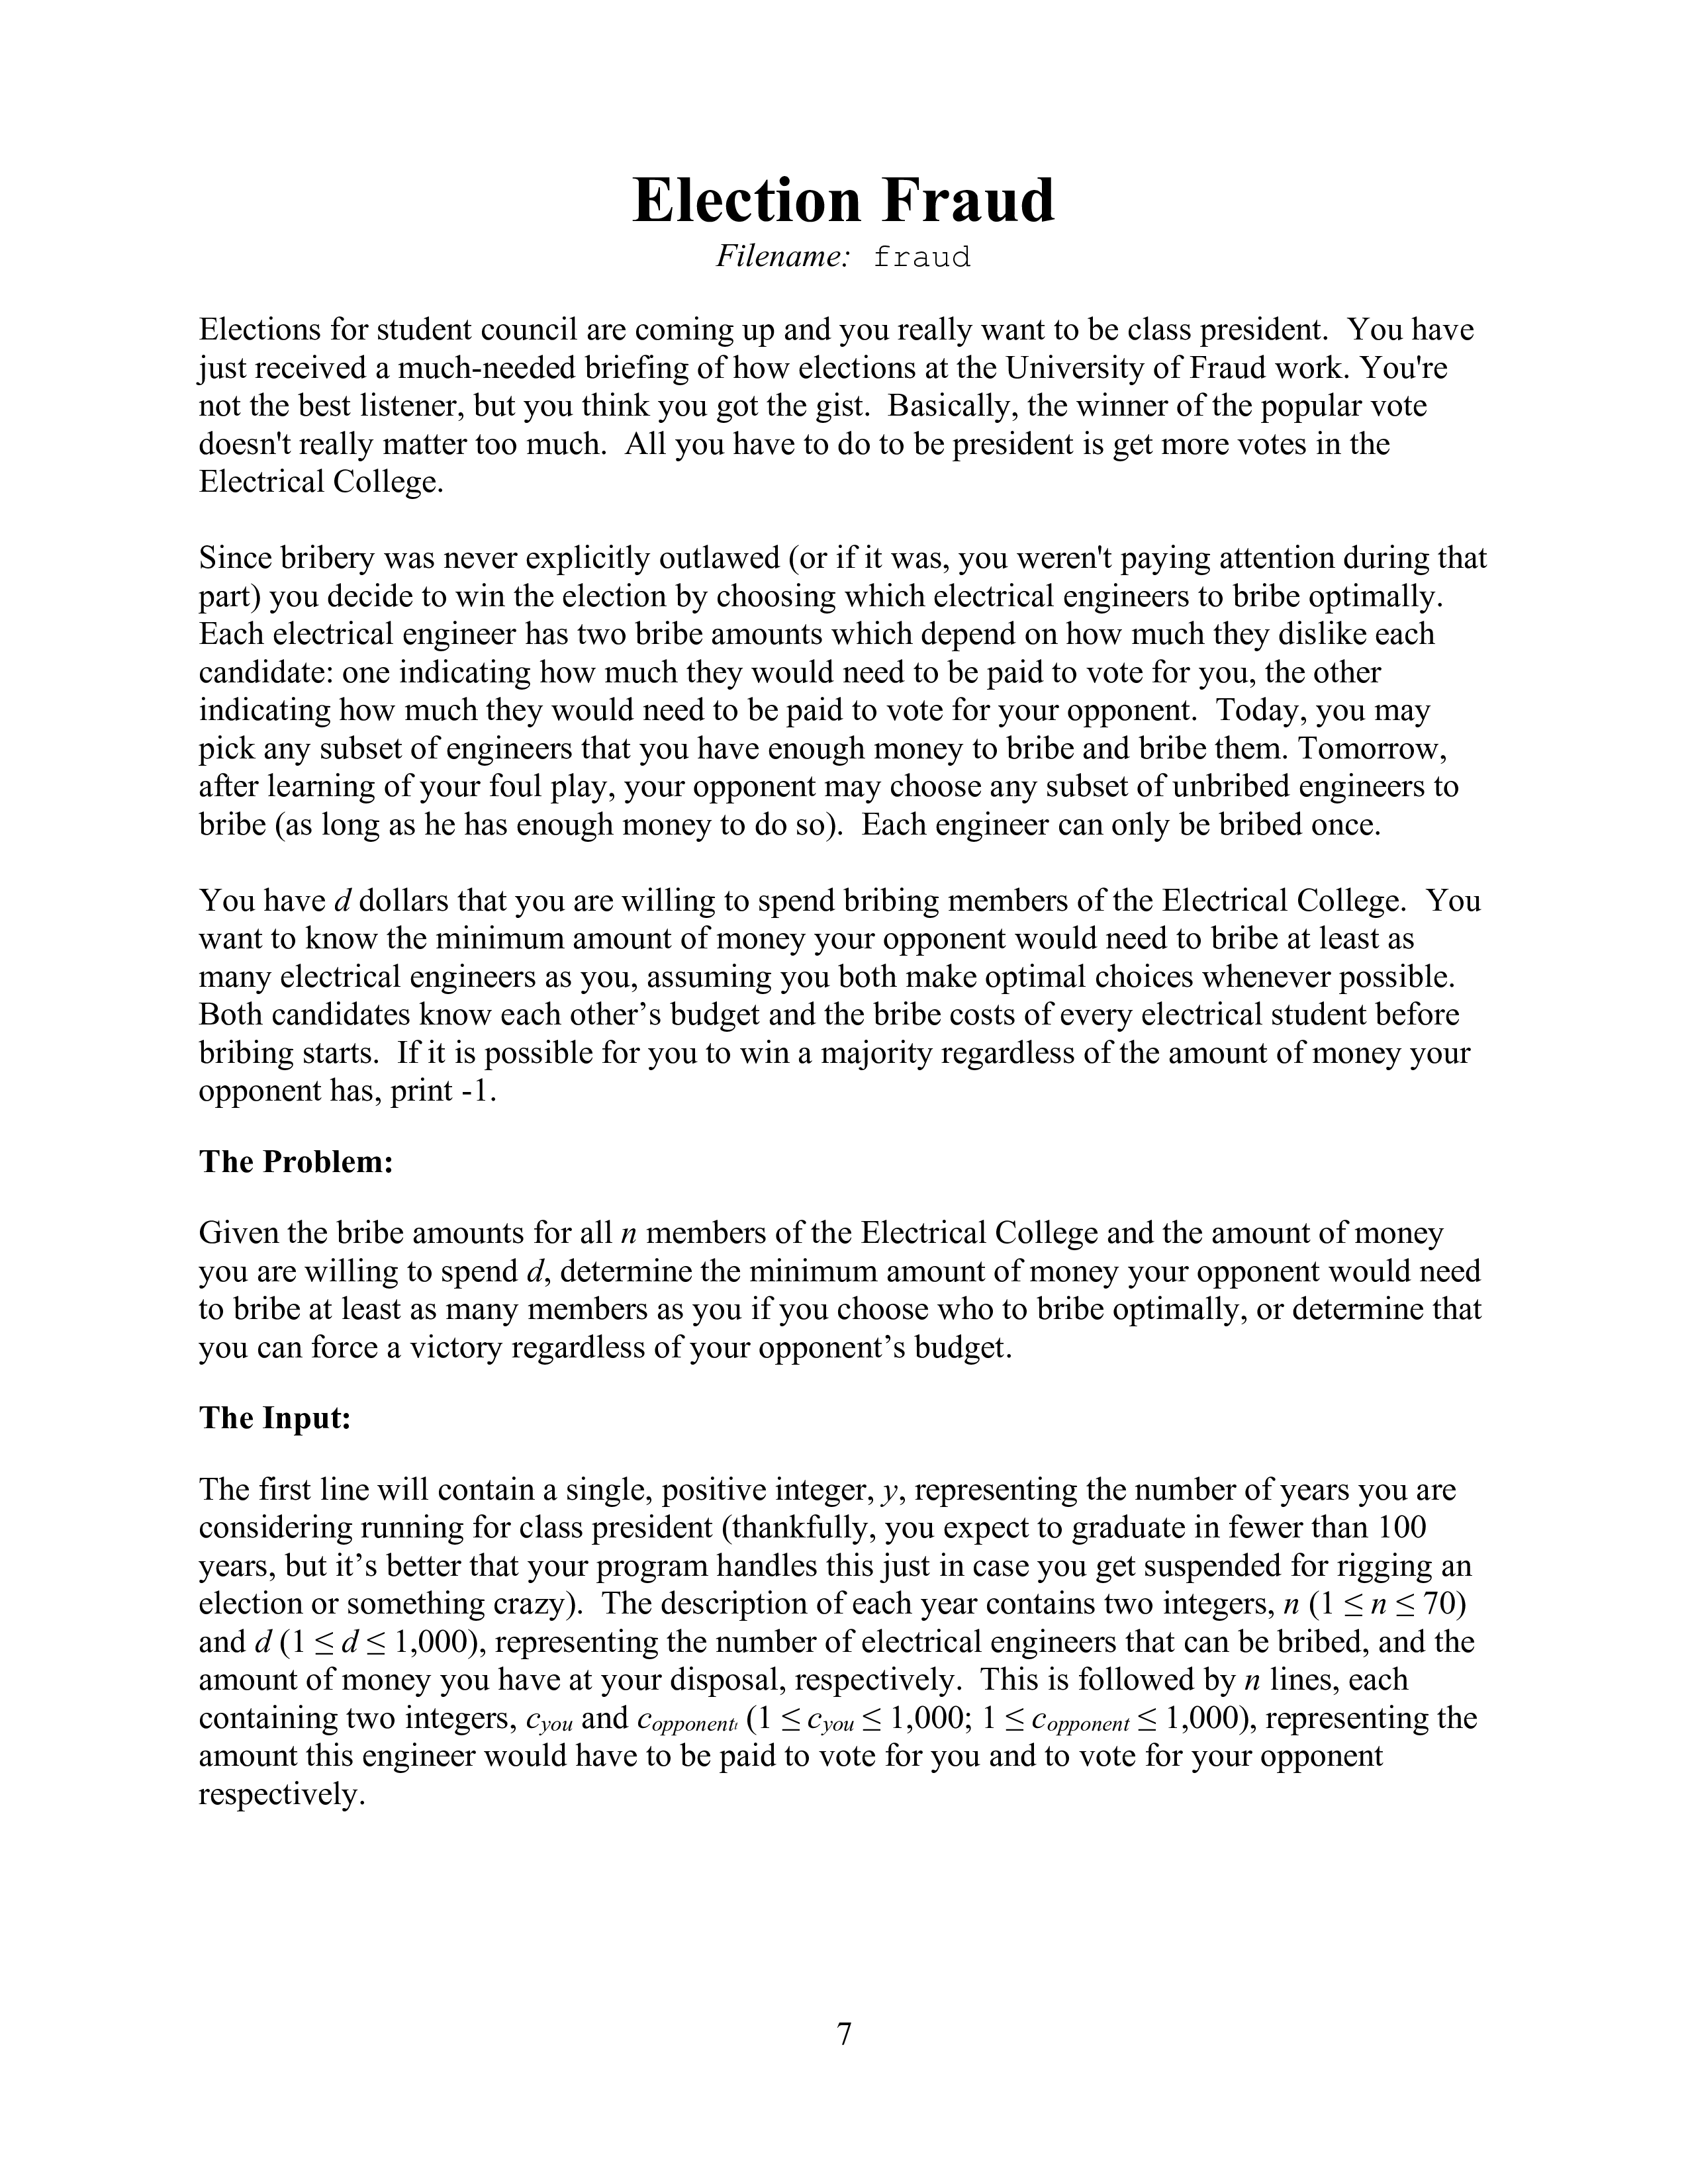 Election Fraud
Filename: fraud
Elections for student council are coming up and you really want to be class president. You have
just received a much-needed briefing of how elections at the University of Fraud work. You're
not the best listener, but you think you got the gist. Basically, the winner of the popular vote
doesn't really matter too much. All you have to do to be president is get more votes in the
Electrical College.
Since bribery was never explicitly outlawed (or if it was, you weren't paying attention during that
part) you decide to win the election by choosing which electrical engineers to bribe optimally.
Each electrical engineer has two bribe amounts which depend on how much they dislike each
candidate: one indicating how much they would need to be paid to vote for you, the other
indicating how much they would need to be paid to vote for your opponent. Today, you may
pick any subset of engineers that you have enough money to bribe and bribe them. Tomorrow,
after learning of your foul play, your opponent may choose any subset of unbribed engineers to
bribe (as long as he has enough money to do so). Each engineer can only be bribed once.
You have d dollars that you are willing to spend bribing members of the Electrical College. You
want to know the minimum amount of money your opponent would need to bribe at least as
many electrical engineers as you, assuming you both make optimal choices whenever possible.
Both candidates know each other’s budget and the bribe costs of every electrical student before
bribing starts. If it is possible for you to win a majority regardless of the amount of money your
opponent has, print -1.
The Problem:
Given the bribe amounts for all n members of the Electrical College and the amount of money
you are willing to spend d, determine the minimum amount of money your opponent would need
to bribe at least as many members as you if you choose who to bribe optimally, or determine that
you can force a victory regardless of your opponent’s budget.
The Input:
The first line will contain a single, positive integer, y, representing the number of years you are
considering running for class president (thankfully, you expect to graduate in fewer than 100
years, but it’s better that your program handles this just in case you get suspended for rigging an
election or something crazy). The description of each year contains two integers, n (1 ≤ n ≤ 70)
and d (1 ≤ d ≤ 1,000), representing the number of electrical engineers that can be bribed, and the
amount of money you have at your disposal, respectively. This is followed by n lines, each
containing two integers, cyou and copponent (1 ≤ cyou ≤ 1,000; 1 ≤ copponent ≤ 1,000), representing the
amount this engineer would have to be paid to vote for you and to vote for your opponent
respectively.
7